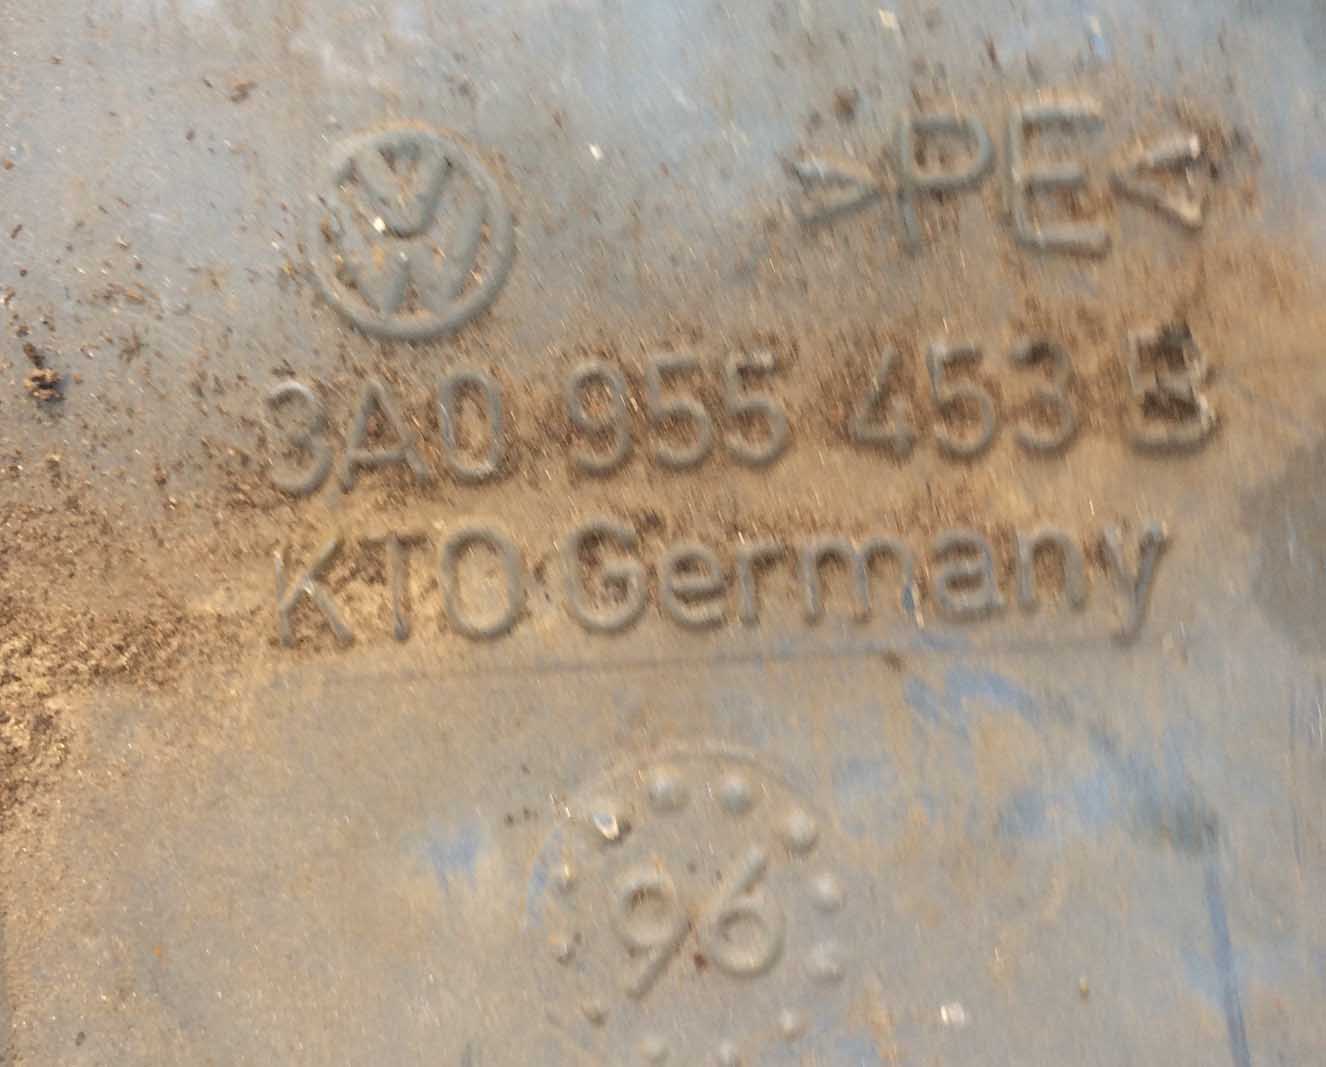 >PE<
3A0 955 453 B
KTO Germany
96